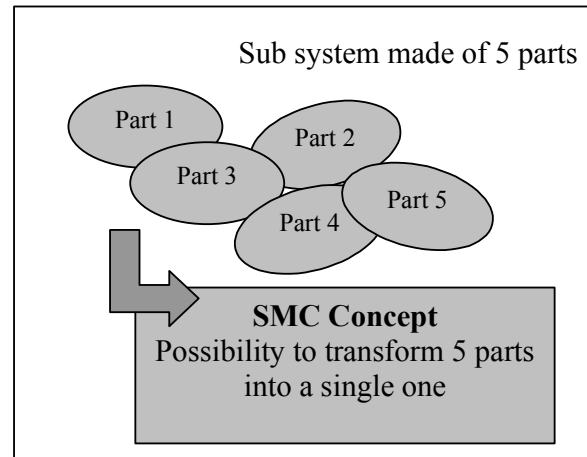 Sub system made of 5 parts
Part 1
Part 2
Part 3
Part 5
Part 4
SMC Concept
Possibility to transform 5 parts
into a single one